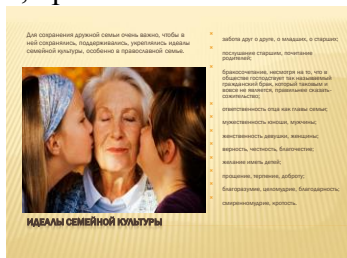 Для сохранения дружной семьи очень важно, чтобы в
ней сохранялись, поддерживались, укреплялись идеалы
семейной культуры, особенно в православной семье.
ИДЕАЛЫ СЕМЕЙНОЙ КУЛЬТУРЫ
забота друг о друге, о младших, о старших;
послушание старшим, почитание
родителей;
бракосочетание, несмотря на то, что в
обществе господствует так называемый
гражданский брак, который таковым и
вовсе не является, правильнее сказать-
сожительство;
ответственность отца как главы семьи;
мужественность юноши, мужчины;
женственность девушки, женщины;
верность, честность, благочестие;
желание иметь детей;
прощение, терпение, доброту;
благоразумие, целомудрие, благодарность;
смиренномудрие, кротость.